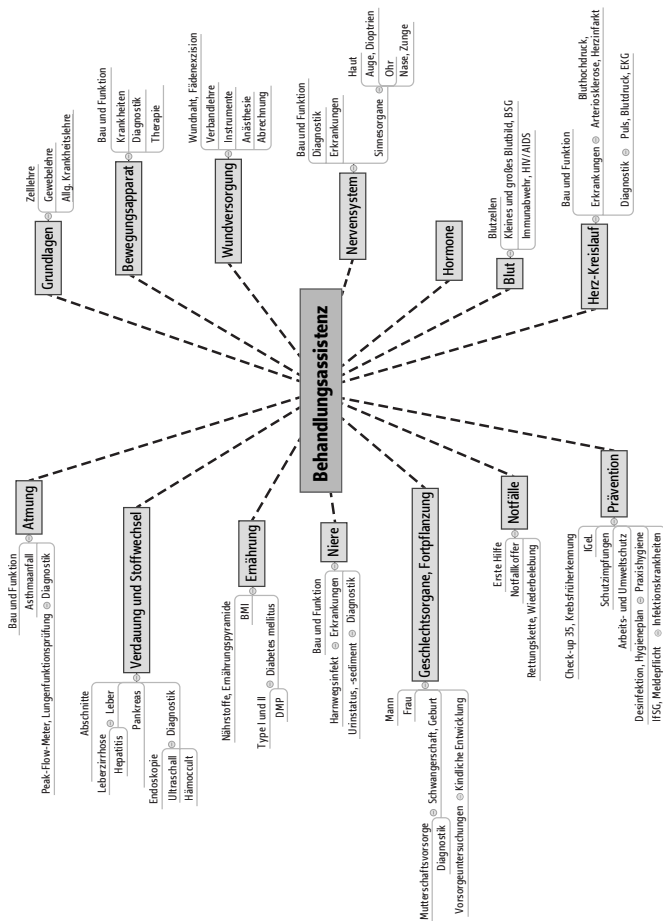 Behandlungsassistenz
Grundlagen
Zelllehre
Gewebelehre
Allg. Krankheitslehre
Bewegungsapparat
Bau und Funktion
Krankheiten
Diagnostik
Therapie
Wundversorgung
Wundnaht, Fädenexzision
Verbandlehre
Instrumente
Anästhesie
Abrechnung
Nervensystem
Bau und Funktion
Diagnostik
Erkrankungen
Sinnesorgane
Haut
Auge, Dioptrien
Ohr
Nase, Zunge
Hormone
Blut
Blutzellen
Kleines und großes Blutbild, BSG
Immunabwehr, HIV/AIDS
Herz-Kreislauf
Bau und Funktion
Erkrankungen
Bluthochdruck,
Arteriosklerose, Herzinfarkt
Diagnostik
Puls, Blutdruck, EKG
Atmung
Bau und Funktion
Asthmaanfall
Peak-Flow-Meter, Lungenfunktionsprüfung
Diagnostik
Verdauung und Stoffwechsel
Abschnitte
Leberzirrhose
Hepatitis
Leber
Pankreas
Endoskopie
Ultraschall
Hämoccult
Diagnostik
Ernährung
Nährstoffe, Ernährungspyramide
BMI
Type I und II
DMP
Diabetes mellitus
Niere
Bau und Funktion
Harnwegsinfekt
Erkrankungen
Urinstatus, -sediment
Diagnostik
Geschlechtsorgane, Fortpflanzung
Mann
Frau
Mutterschaftsvorsorge
Diagnostik
Schwangerschaft, Geburt
Vorsorgeuntersuchungen
Kindliche Entwicklung
Notfälle
Erste Hilfe
Notfallkoffer
Rettungskette, Wiederbelebung
Prävention
IGeL
Check-up 35, Krebsfrüherkennung
Schutzimpfungen
Arbeits- und Umweltschutz
Desinfektion, Hygieneplan
Praxishygiene
IfSG, Meldepflicht
Infektionskrankheiten